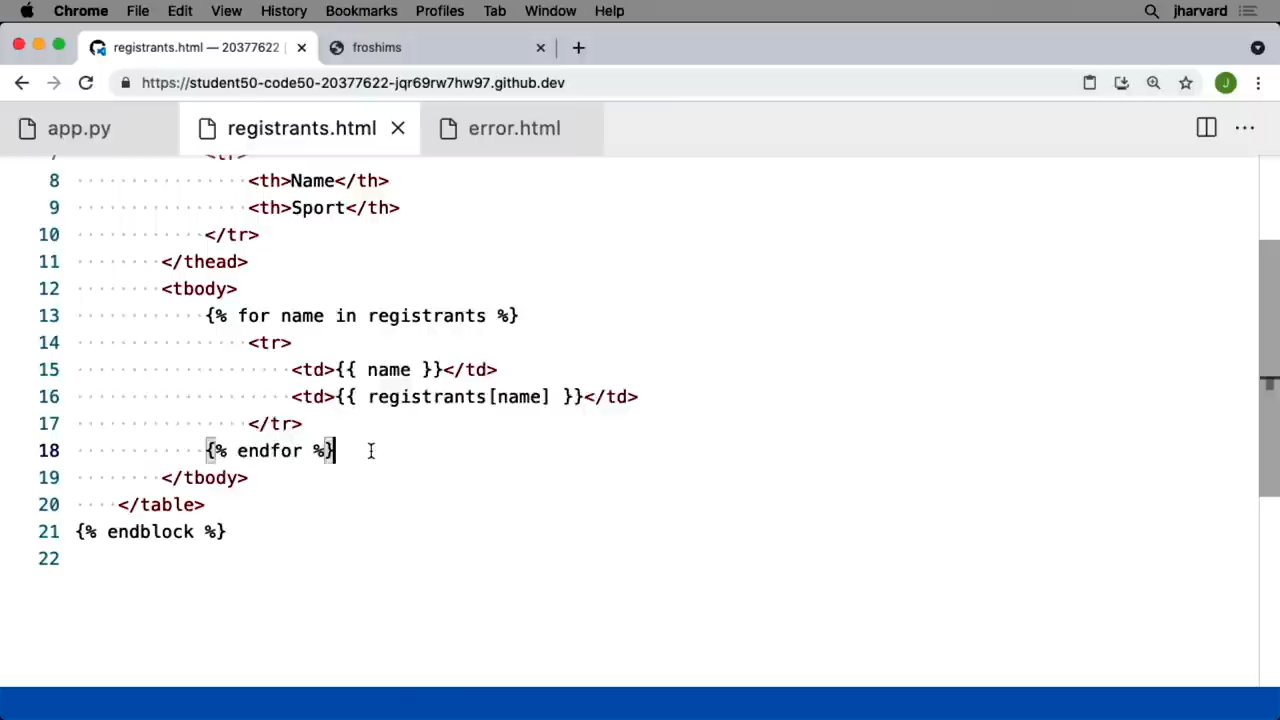 Chrome File Edit View History Bookmarks Profiles Tab Window Help jharvard
registrants.html — 20377622 froshims
https://student50-code50-20377622-jqr69rw7hw97.github.dev J
app.py registrants.html error.html
7 <tr>
8 <th>Name</th>
9 <th>Sport</th>
10 </tr>
11 </thead>
12 <tbody>
13 {% for name in registrants %}
14 <tr>
15 <td>{{ name }}</td>
16 <td>{{ registrants[name] }}</td>
17 </tr>
18 {% endfor %}
19 </tbody>
20 </table>
21 {% endblock %}
22